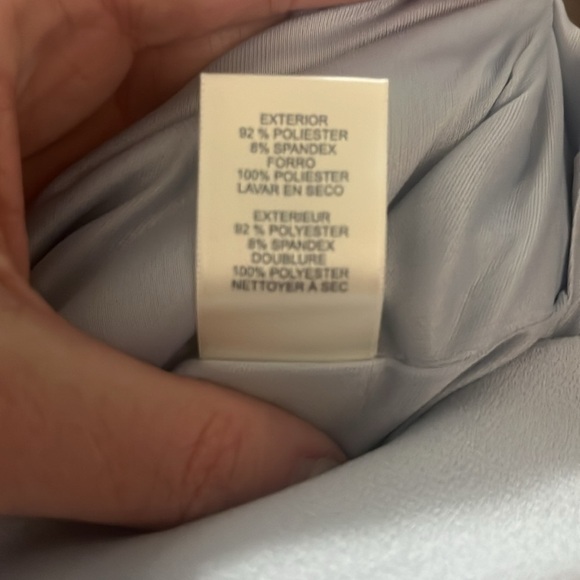 EXTERIOR
92 % POLIESTER
8% SPANDEX
FORRO
100% POLIESTER
LAVAR EN SECO
EXTERIEUR
92 % POLYESTER
8% SPANDEX
DOUBLURE
100% POLYESTER
NETTOYER À SEC